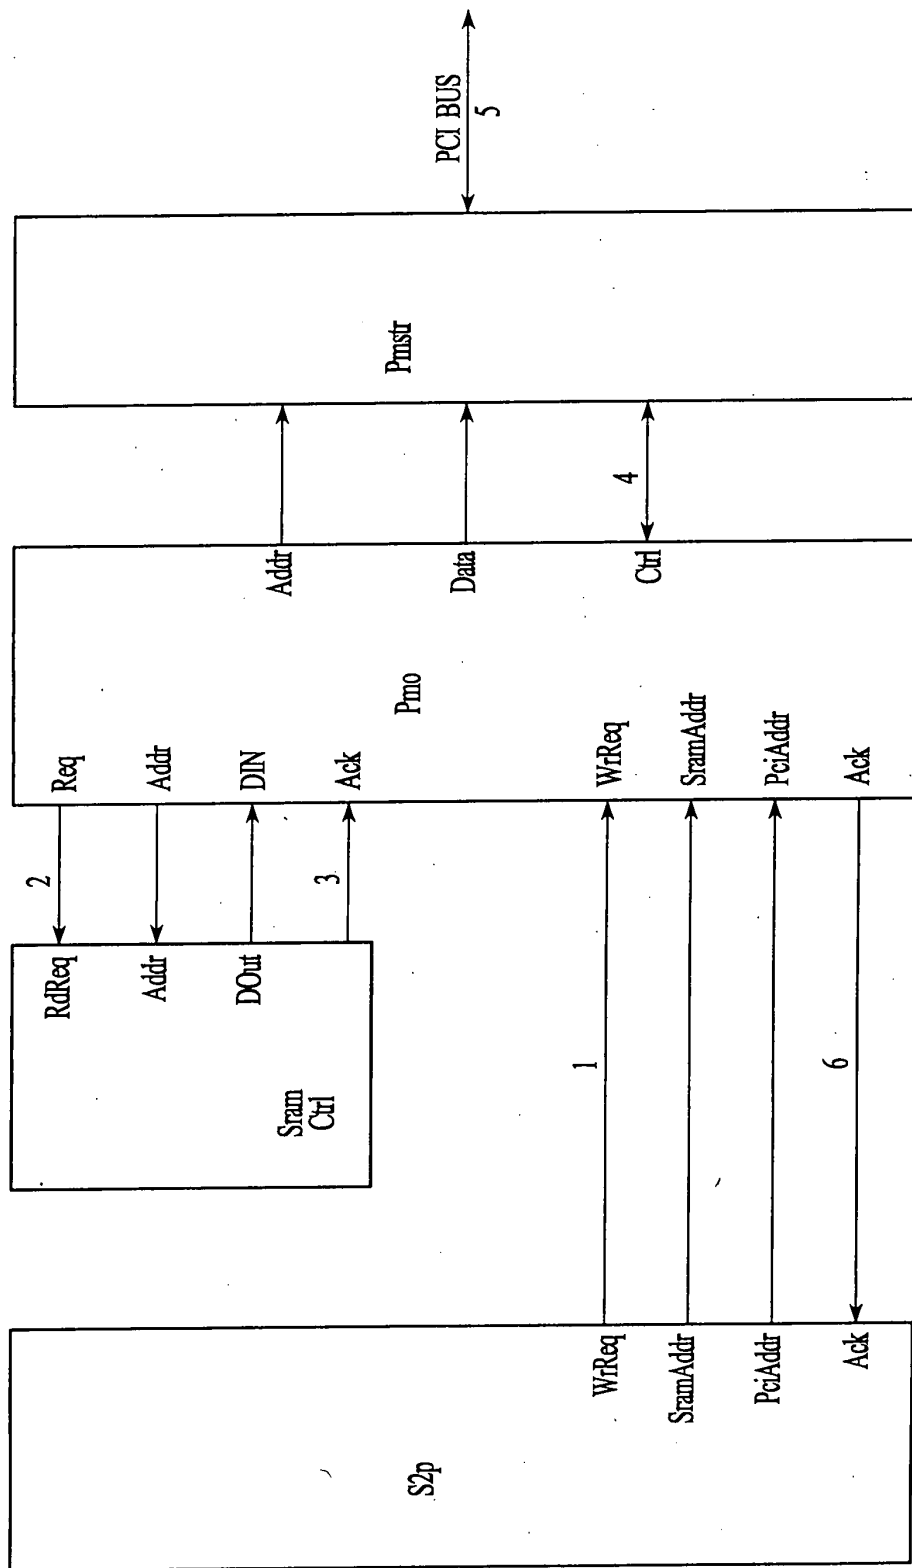 S2p
WrReq
SramAddr
PciAddr
Ack
Sram
Ctrl
RdReq
Addr
DOut
2
3
1
6
Req
Addr
DIN
Ack
Pmo
WrReq
SramAddr
PciAddr
Ack
Addr
Data
Ctrl
4
Pmstr
PCI BUS
5